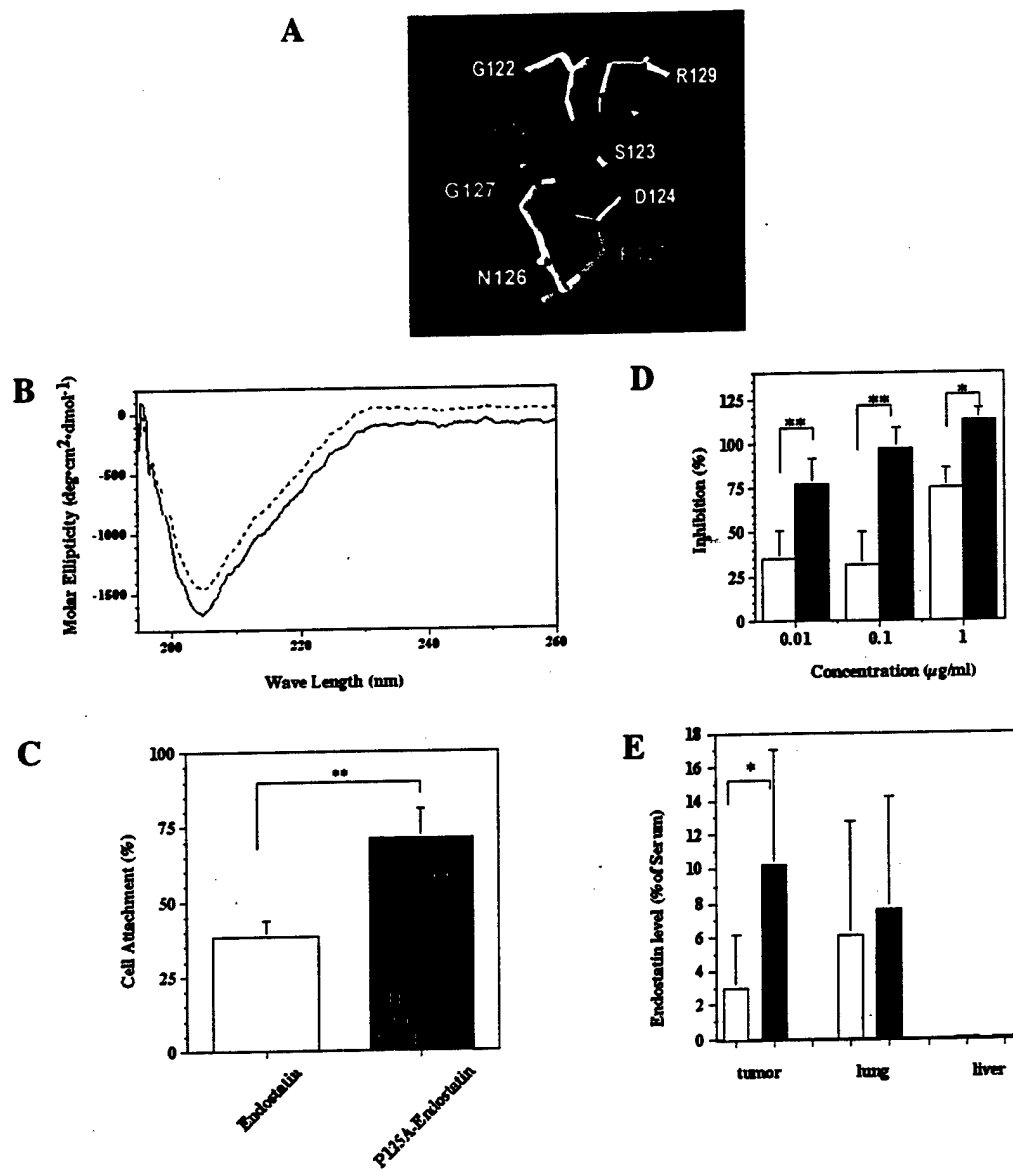 A
G122
R129
S123
G127
D124
N126
B
Molar Ellipticity (deg·cm²·dmol⁻¹)
0
-500
-1000
-1500
200
220
240
260
Wave Length (nm)
D
Inhibition (%)
125
100
75
50
25
0
**
**
*
0.01
0.1
1
Concentration (μg/ml)
C
Cell Attachment (%)
100
75
50
25
0
**
Endostatin
P125A-Endostatin
E
Endostatin level (% of Serum)
18
16
14
12
10
8
6
4
2
0
*
tumor
lung
liver